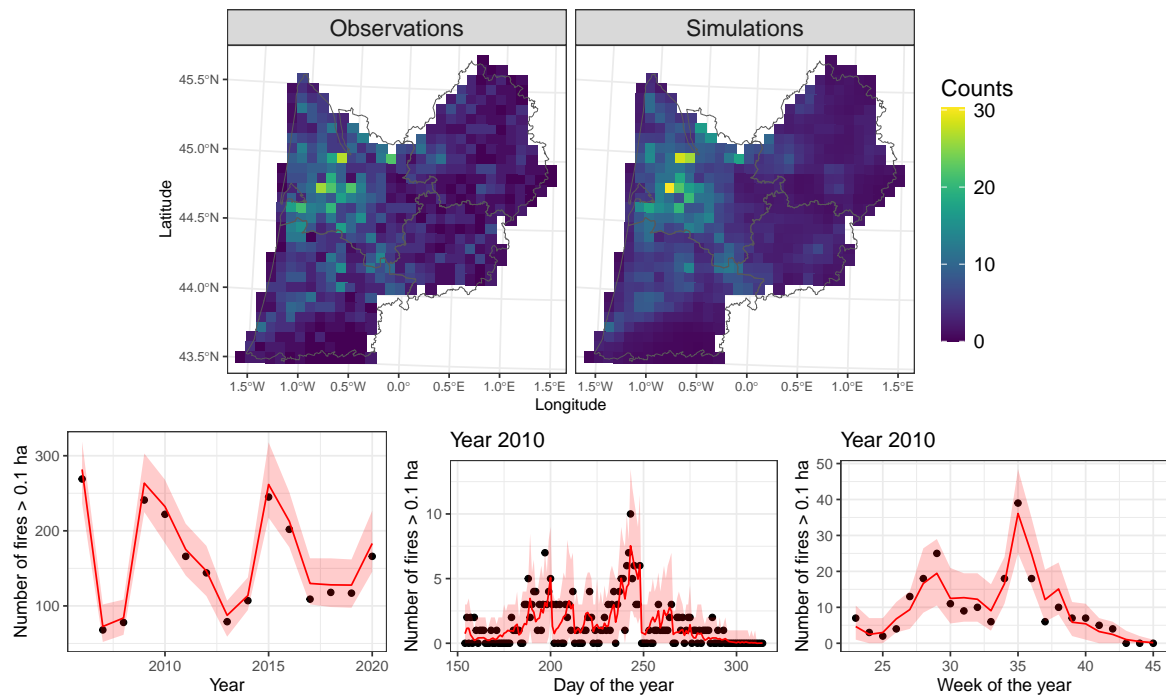 Observations
Simulations
45.5°N
45.0°N
44.5°N
44.0°N
43.5°N
Latitude
1.5°W 1.0°W 0.5°W 0.0° 0.5°E 1.0°E 1.5°E
1.5°W 1.0°W 0.5°W 0.0° 0.5°E 1.0°E 1.5°E
Longitude
Counts
30
20
10
0
Number of fires > 0.1 ha
300
200
100
2010 2015 2020
Year
Year 2010
Number of fires > 0.1 ha
10
5
0
150 200 250 300
Day of the year
Year 2010
Number of fires > 0.1 ha
50
40
30
20
10
0
25 30 35 40 45
Week of the year